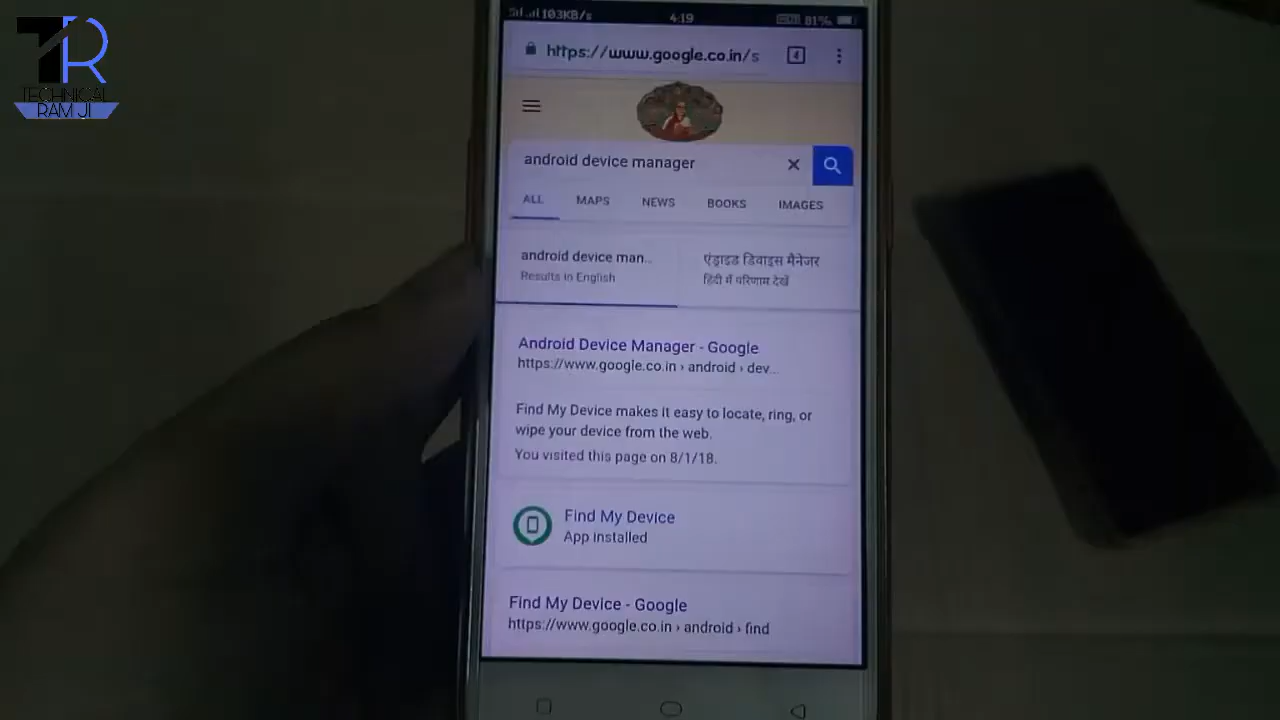 TR
TECHNICAL
RAM JI
103KB/s
4:19
81%
https://www.google.co.in/s
4
android device manager
ALL MAPS NEWS BOOKS IMAGES
android device man..
Results in English
एंड्राइड डिवाइस मैनेजर
हिंदी में परिणाम देखें
Android Device Manager - Google
https://www.google.co.in › android › dev...
Find My Device makes it easy to locate, ring, or
wipe your device from the web.
You visited this page on 8/1/18.
Find My Device
App installed
Find My Device - Google
https://www.google.co.in › android › find